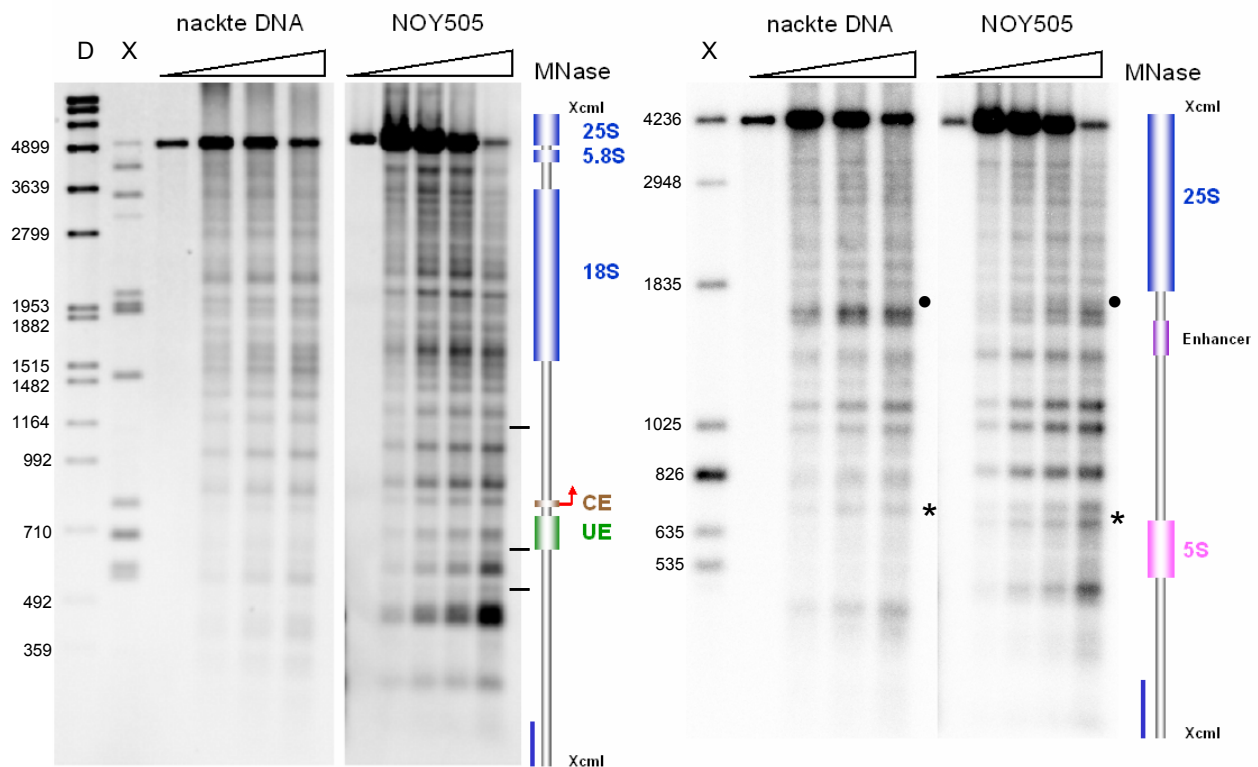 nackte DNA
NOY505
D
X
MNase
XcmI
25S
5.8S
18S
CE
UE
XcmI
4899
3639
2799
1953
1882
1515
1482
1164
992
710
492
359
nackte DNA
NOY505
X
MNase
XcmI
25S
Enhancer
5S
XcmI
4236
2948
1835
1025
826
635
535
*
*